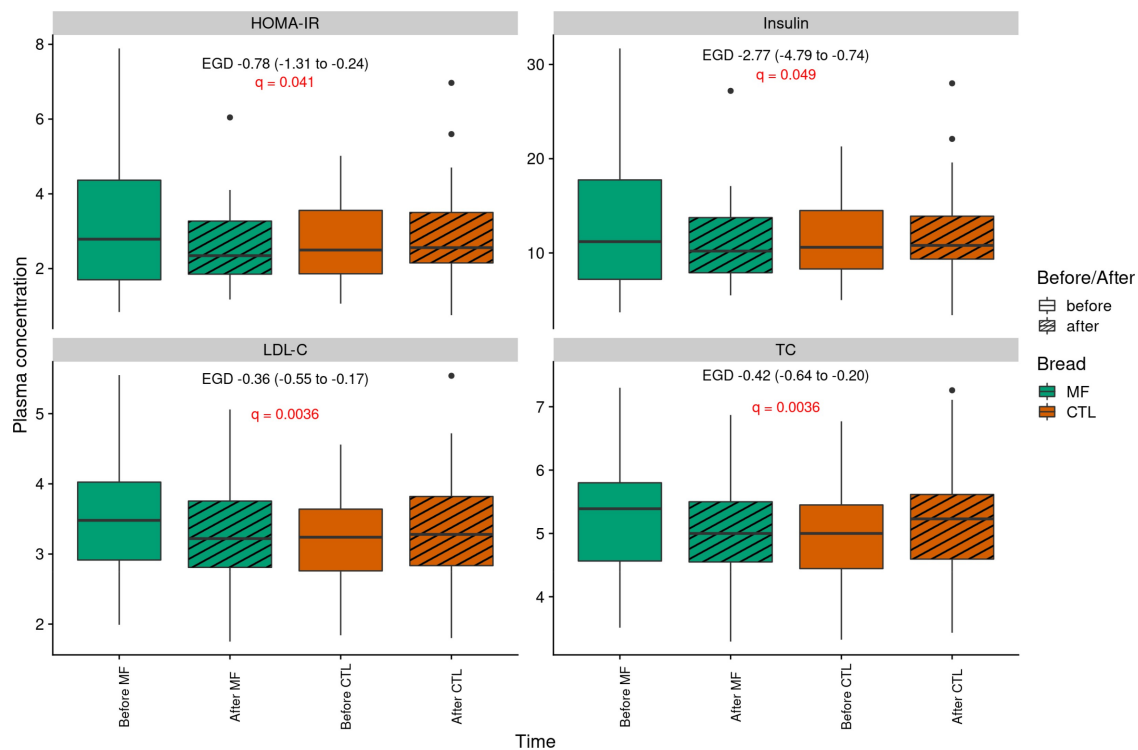 HOMA-IR
EGD -0.78 (-1.31 to -0.24)
q = 0.041
8
6
4
2
Insulin
EGD -2.77 (-4.79 to -0.74)
q = 0.049
30
20
10
LDL-C
EGD -0.36 (-0.55 to -0.17)
q = 0.0036
5
4
3
2
TC
EGD -0.42 (-0.64 to -0.20)
q = 0.0036
7
6
5
4
Plasma concentration
Before MF
After MF
Before CTL
After CTL
Before MF
After MF
Before CTL
After CTL
Time
Before/After
before
after
Bread
MF
CTL